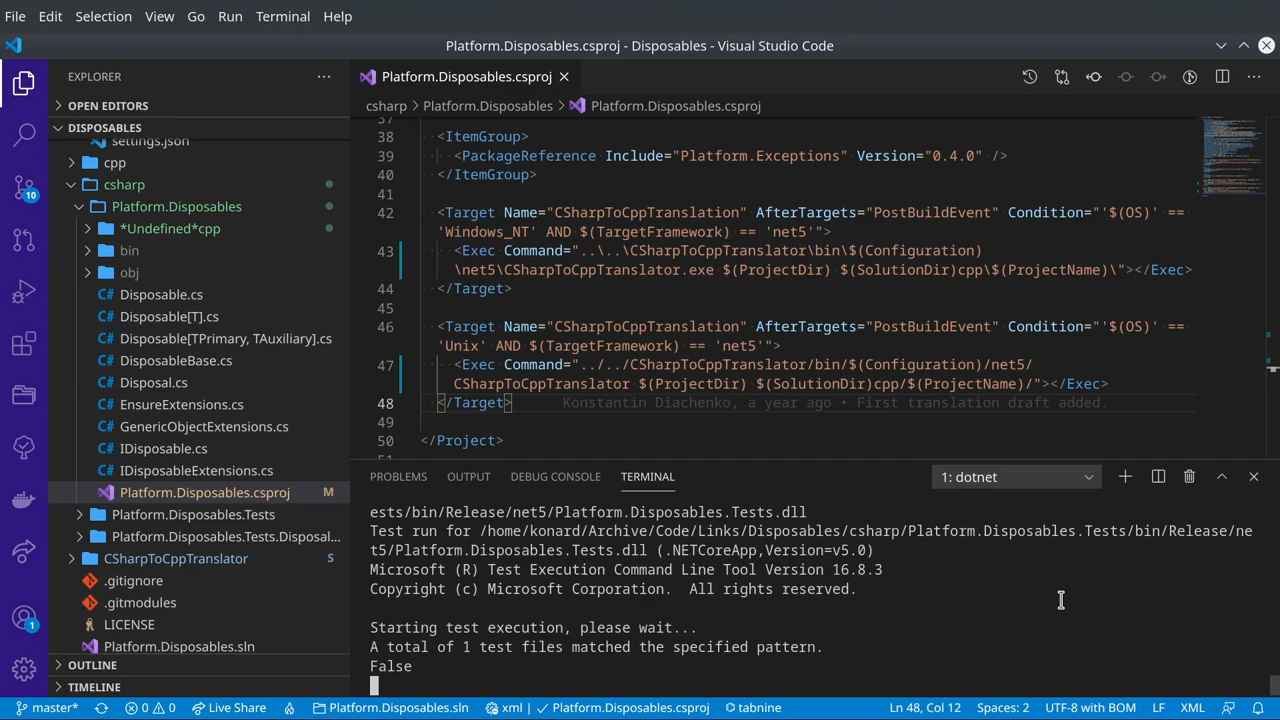 File Edit Selection View Go Run Terminal Help
Platform.Disposables.csproj - Disposables - Visual Studio Code
EXPLORER
OPEN EDITORS
DISPOSABLES
settings.json
cpp
csharp
Platform.Disposables
*Undefined*cpp
bin
obj
C# Disposable.cs
C# Disposable[T].cs
C# Disposable[TPrimary, TAuxiliary].cs
C# DisposableBase.cs
C# Disposal.cs
C# EnsureExtensions.cs
C# GenericObjectExtensions.cs
C# IDisposable.cs
C# IDisposableExtensions.cs
Platform.Disposables.csproj M
Platform.Disposables.Tests
Platform.Disposables.Tests.Disposal...
CSharpToCppTranslator S
.gitignore
.gitmodules
LICENSE
Platform.Disposables.sln
OUTLINE
TIMELINE
10
1
Platform.Disposables.csproj
csharp > Platform.Disposables > Platform.Disposables.csproj
37
38 <ItemGroup>
39 <PackageReference Include="Platform.Exceptions" Version="0.4.0" />
40 </ItemGroup>
41
42 <Target Name="CSharpToCppTranslation" AfterTargets="PostBuildEvent" Condition="'$(OS)' ==
'Windows_NT' AND $(TargetFramework) == 'net5'">
43 <Exec Command="..\..\CSharpToCppTranslator\bin\$(Configuration)
\net5\CSharpToCppTranslator.exe $(ProjectDir) $(SolutionDir)cpp\$(ProjectName)\"></Exec>
44 </Target>
45
46 <Target Name="CSharpToCppTranslation" AfterTargets="PostBuildEvent" Condition="'$(OS)' ==
'Unix' AND $(TargetFramework) == 'net5'">
47 <Exec Command="../../CSharpToCppTranslator/bin/$(Configuration)/net5/
CSharpToCppTranslator $(ProjectDir) $(SolutionDir)cpp/$(ProjectName)/"></Exec>
48 </Target> Konstantin Diachenko, a year ago • First translation draft added.
49
50 </Project>
51
PROBLEMS OUTPUT DEBUG CONSOLE TERMINAL
1: dotnet
ests/bin/Release/net5/Platform.Disposables.Tests.dll
Test run for /home/konard/Archive/Code/Links/Disposables/csharp/Platform.Disposables.Tests/bin/Release/ne
t5/Platform.Disposables.Tests.dll (.NETCoreApp,Version=v5.0)
Microsoft (R) Test Execution Command Line Tool Version 16.8.3
Copyright (c) Microsoft Corporation.  All rights reserved.
Starting test execution, please wait...
A total of 1 test files matched the specified pattern.
False
master* 0 0 Live Share Platform.Disposables.sln xml Platform.Disposables.csproj tabnine Ln 48, Col 12 Spaces: 2 UTF-8 with BOM LF XML